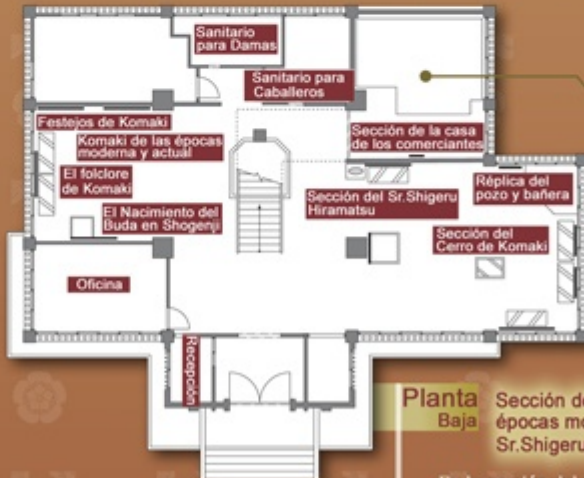 Sanitario
para Damas
Sanitario para
Caballeros
Festejos de Komaki
Komaki de las épocas
moderna y actuál
Sección de la casa
de los comerciantes
El folclore
de Komaki
Sección del Sr.Shigeru
Hiramatsu
Réplica del
pozo y bañera
El Nacimiento del
Buda en Shogenji
Sección del
Cerro de Komaki
Oficina
Recepción
Planta
Baja
Sección de
épocas mo
Sr.Shigeru